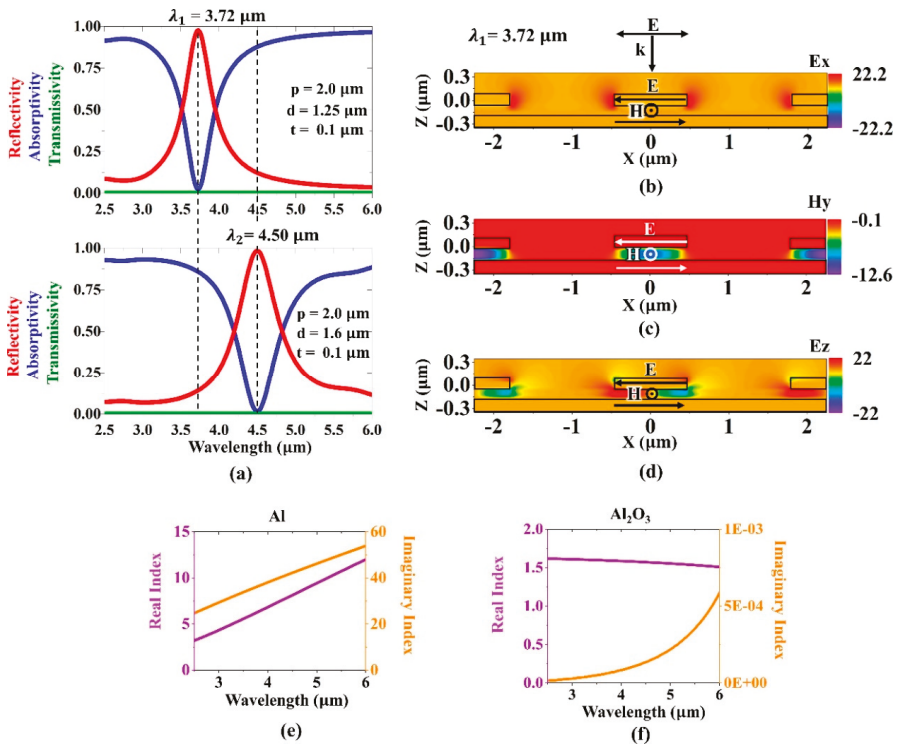 λ₁ = 3.72 μm
1.00
0.75
0.50
0.25
0.00
Reflectivity
Absorptivity
Transmissivity
p = 2.0 μm
d = 1.25 μm
t = 0.1 μm
2.5 3.0 3.5 4.0 4.5 5.0 5.5 6.0
λ₂ = 4.50 μm
1.00
0.75
0.50
0.25
0.00
Reflectivity
Absorptivity
Transmissivity
p = 2.0 μm
d = 1.6 μm
t = 0.1 μm
2.5 3.0 3.5 4.0 4.5 5.0 5.5 6.0
Wavelength (μm)
(a)
λ₁= 3.72 μm
E
k
Ex
0.3
0.0
-0.3
Z (μm)
E
H
22.2
-22.2
-2 -1 0 1 2
X (μm)
(b)
Hy
0.3
0.0
-0.3
Z (μm)
E
H
-0.1
-12.6
-2 -1 0 1 2
X (μm)
(c)
Ez
0.3
0.0
-0.3
Z (μm)
E
H
22
-22
-2 -1 0 1 2
X (μm)
(d)
Al
15
10
5
0
Real Index
60
40
20
0
Imaginary Index
3 4 5 6
Wavelength (μm)
(e)
Al₂O₃
2.0
1.5
1.0
0.5
0.0
Real Index
1E-03
5E-04
0E+00
Imaginary Index
3 4 5 6
Wavelength (μm)
(f)